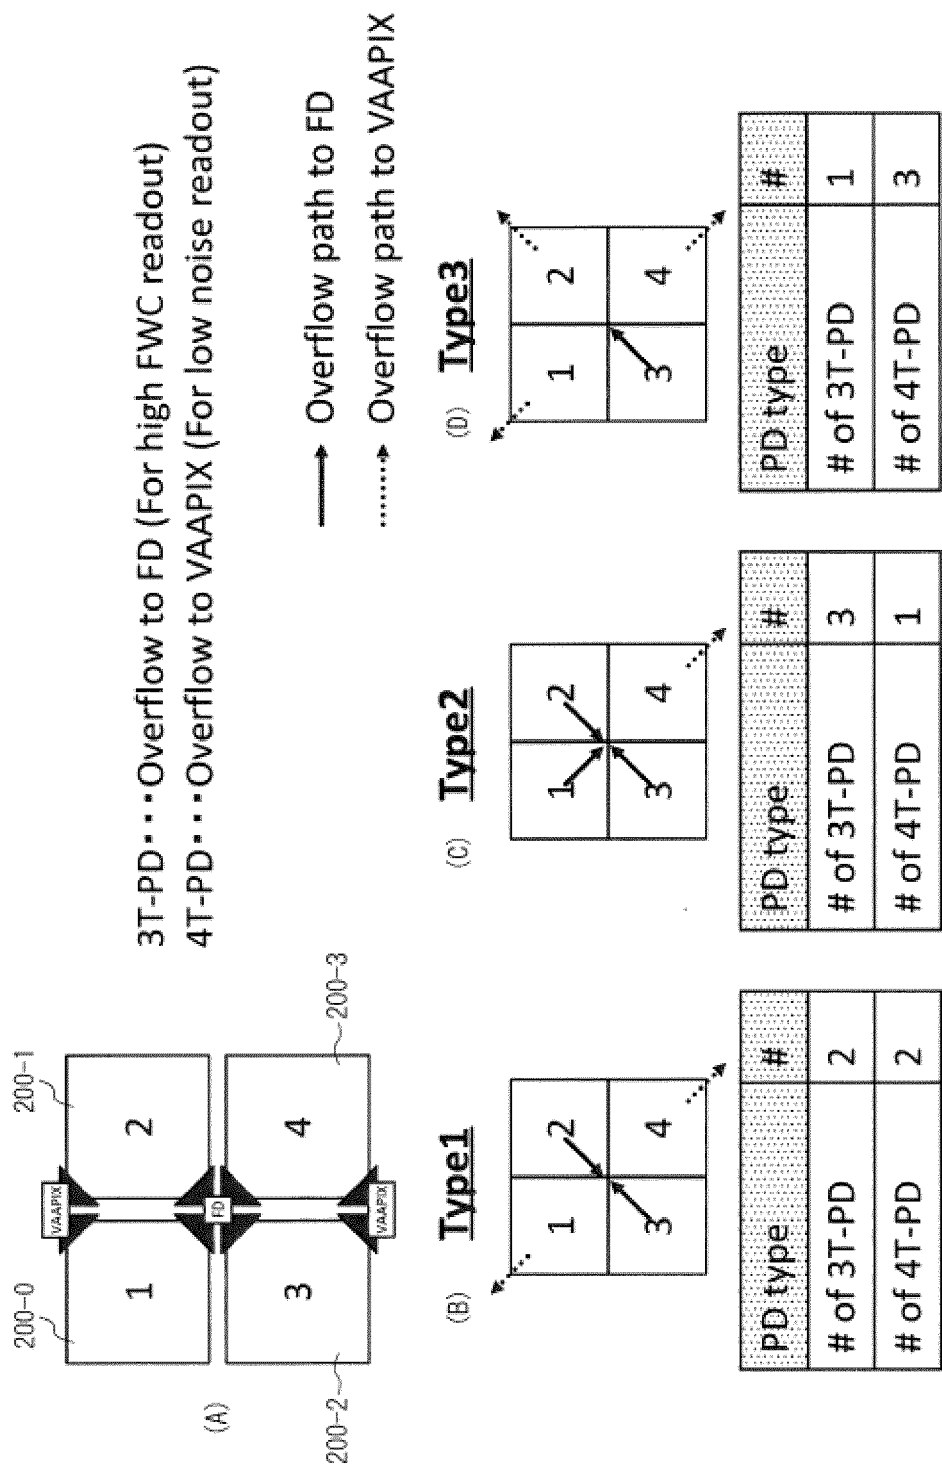 (A)
200-0
200-1
VAAPIX
1
2
FD
3
4
VAAPIX
200-2
200-3
3T-PD･･･Overflow to FD (For high FWC readout)
4T-PD･･･Overflow to VAAPIX (For low noise readout)
Overflow path to FD
Overflow path to VAAPIX
(B)
Type1
1
2
3
4
PD type #
# of 3T-PD 2
# of 4T-PD 2
(C)
Type2
1
2
3
4
PD type #
# of 3T-PD 3
# of 4T-PD 1
(D)
Type3
1
2
3
4
PD type #
# of 3T-PD 1
# of 4T-PD 3